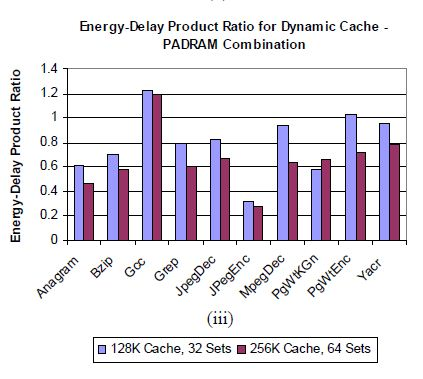 Energy-Delay Product Ratio for Dynamic Cache -
PADRAM Combination
Energy-Delay Product Ratio
1.4
1.2
1
0.8
0.6
0.4
0.2
0
Anagram
Bzip
Gcc
Grep
JpegDec
JPegEnc
MpegDec
PgWtKGn
PgWtEnc
Yacr
(iii)
128K Cache, 32 Sets
256K Cache, 64 Sets